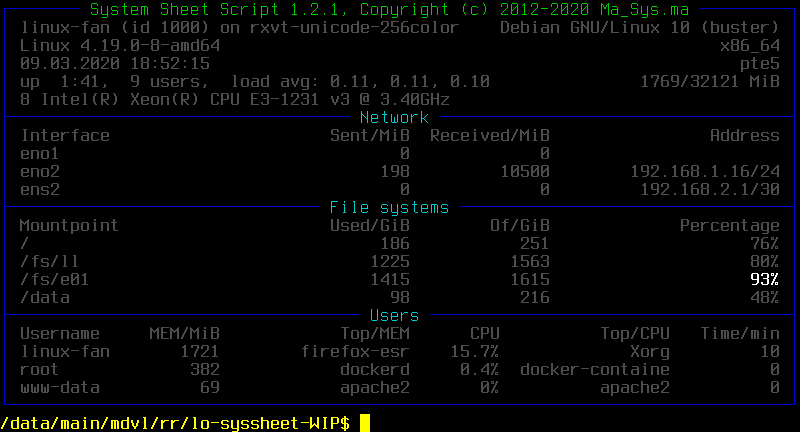 System Sheet Script 1.2.1, Copyright (c) 2012-2020 Ma_Sys.ma
linux-fan (id 1000) on rxvt-unicode-256color    Debian GNU/Linux 10 (buster)
Linux 4.19.0-8-amd64    x86_64
09.03.2020 18:52:15    pte5
up  1:41,  9 users,  load avg: 0.11, 0.11, 0.10    1769/32121 MiB
8 Intel(R) Xeon(R) CPU E3-1231 v3 @ 3.40GHz
Network
Interface    Sent/MiB    Received/MiB    Address
eno1    0    0
eno2    198    10500    192.168.1.16/24
ens2    0    0    192.168.2.1/30
File systems
Mountpoint    Used/GiB    Of/GiB    Percentage
/    186    251    76%
/fs/ll    1225    1563    80%
/fs/e01    1415    1615    93%
/data    98    216    48%
Users
Username    MEM/MiB    Top/MEM    CPU    Top/CPU    Time/min
linux-fan    1721    firefox-esr    15.7%    Xorg    10
root    382    dockerd    0.4%    docker-containe    0
www-data    69    apache2    0%    apache2    0
/data/main/mdvl/rr/lo-syssheet-WIP$